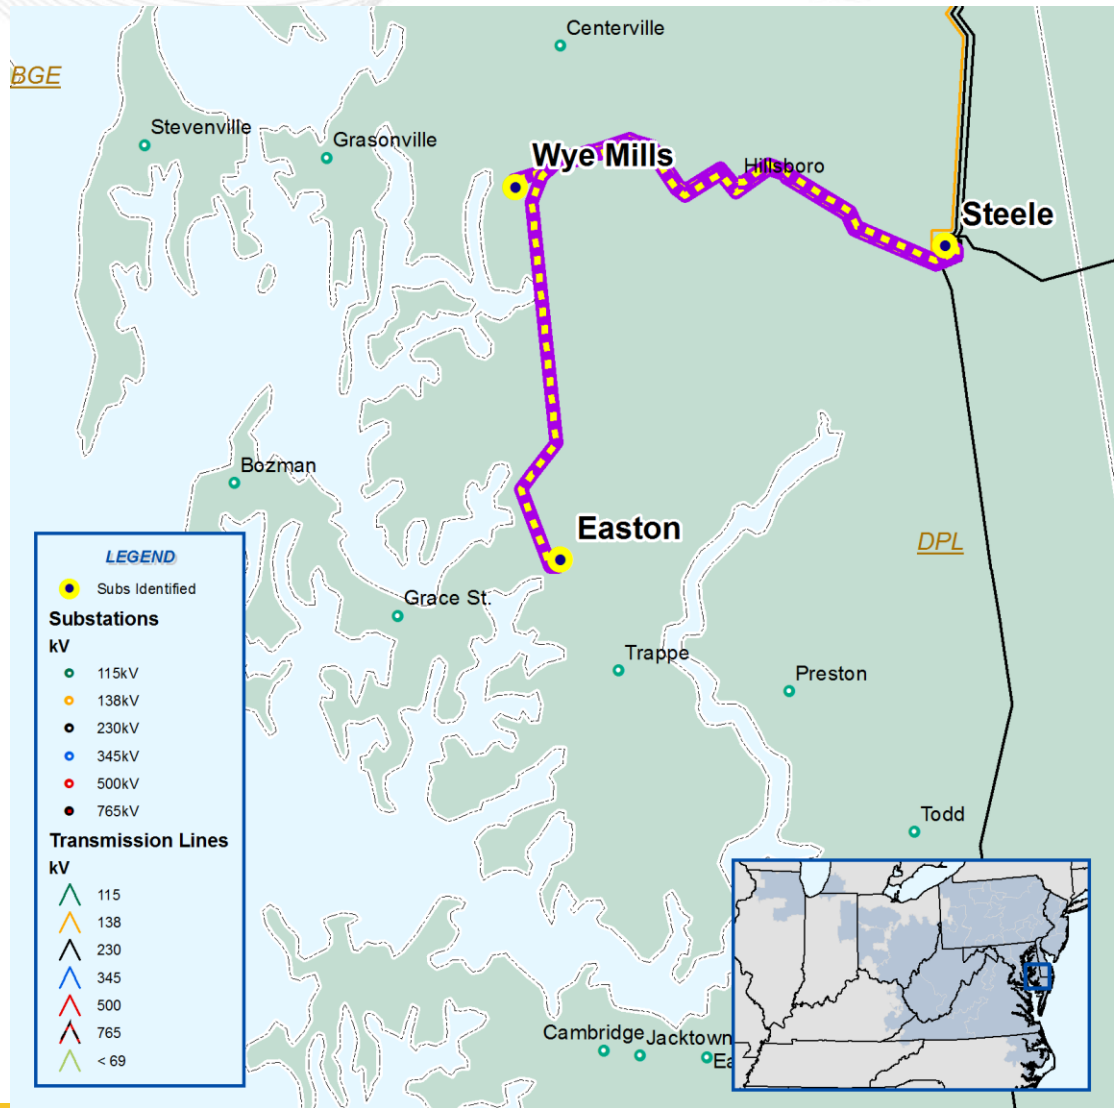 Centerville
BGE
Stevenville
Grasonville
Wye Mills
Hillsboro
Steele
Bozman
Easton
DPL
Grace St.
Trappe
Preston
Todd
Cambridge
Jacktown
Ea
LEGEND
Subs Identified
Substations
kV
115kV
138kV
230kV
345kV
500kV
765kV
Transmission Lines
kV
115
138
230
345
500
765
< 69